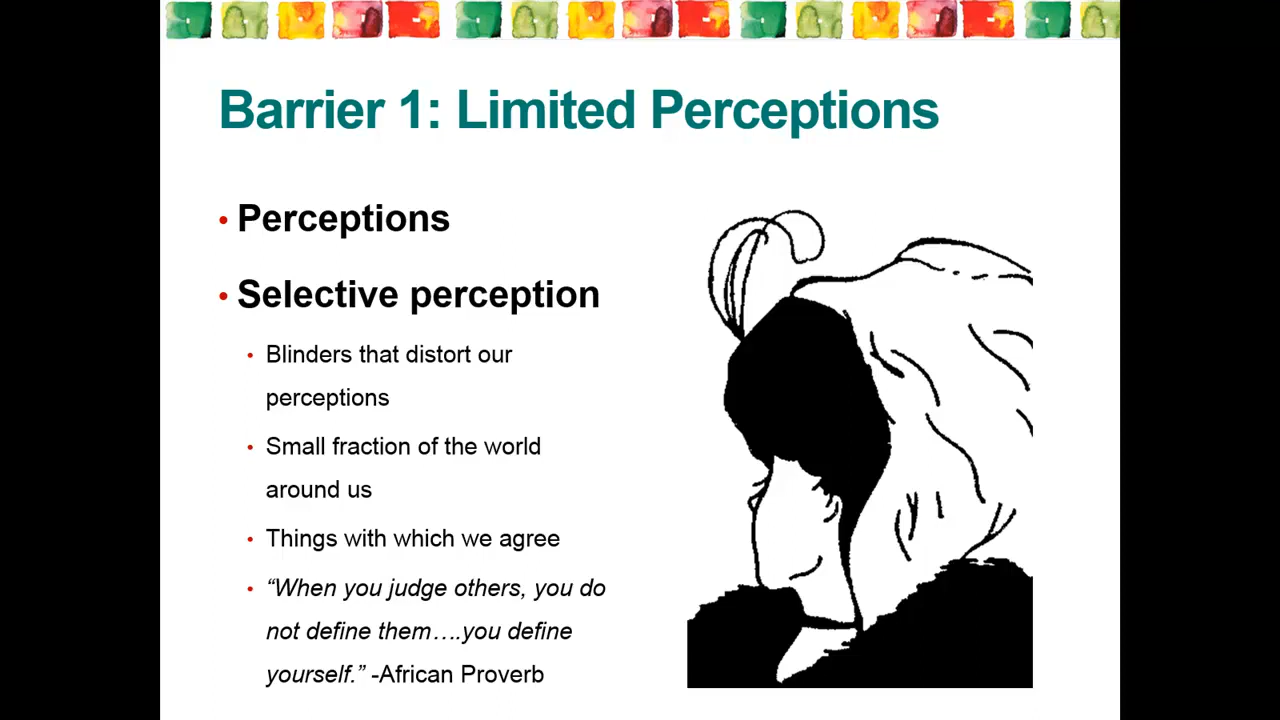 Barrier 1: Limited Perceptions
• Perceptions
• Selective perception
• Blinders that distort our
perceptions
• Small fraction of the world
around us
• Things with which we agree
• “When you judge others, you do
not define them….you define
yourself.” -African Proverb